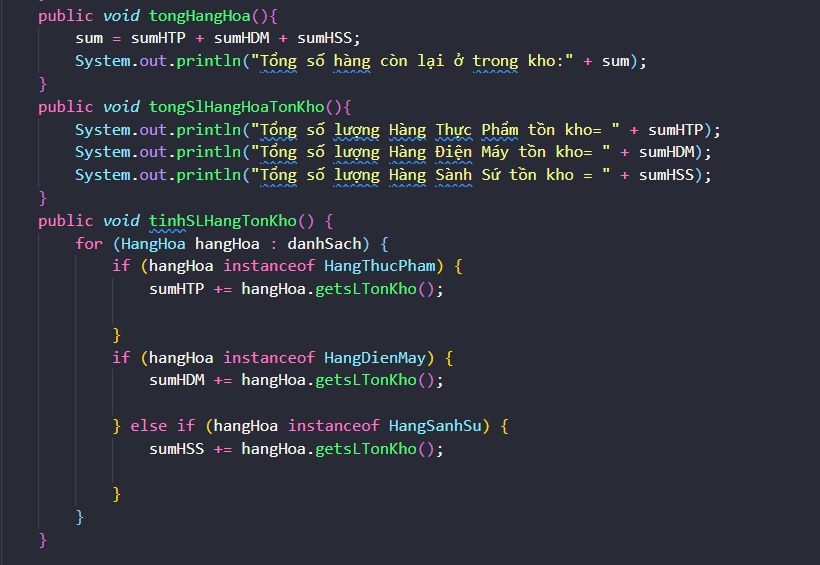 public void tongHangHoa(){
sum = sumHTP + sumHDM + sumHSS;
System.out.println("Tổng số hàng còn lại ở trong kho:" + sum);
}
public void tongSlHangHoaTonKho(){
System.out.println("Tổng số lượng Hàng Thực Phẩm tồn kho= " + sumHTP);
System.out.println("Tổng số lượng Hàng Điện Máy tồn kho= " + sumHDM);
System.out.println("Tổng số lượng Hàng Sành Sứ tồn kho = " + sumHSS);
}
public void tinhSLHangTonKho() {
for (HangHoa hangHoa : danhSach) {
if (hangHoa instanceof HangThucPham) {
sumHTP += hangHoa.getsLTonKho();
}
if (hangHoa instanceof HangDienMay) {
sumHDM += hangHoa.getsLTonKho();
} else if (hangHoa instanceof HangSanhSu) {
sumHSS += hangHoa.getsLTonKho();
}
}
}